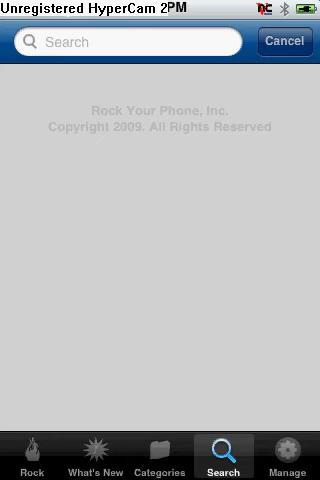 Unregistered HyperCam 2PM
Search
Cancel
Rock Your Phone, Inc.
Copyright 2009. All Rights Reserved
Rock
What's New
Categories
Search
Manage